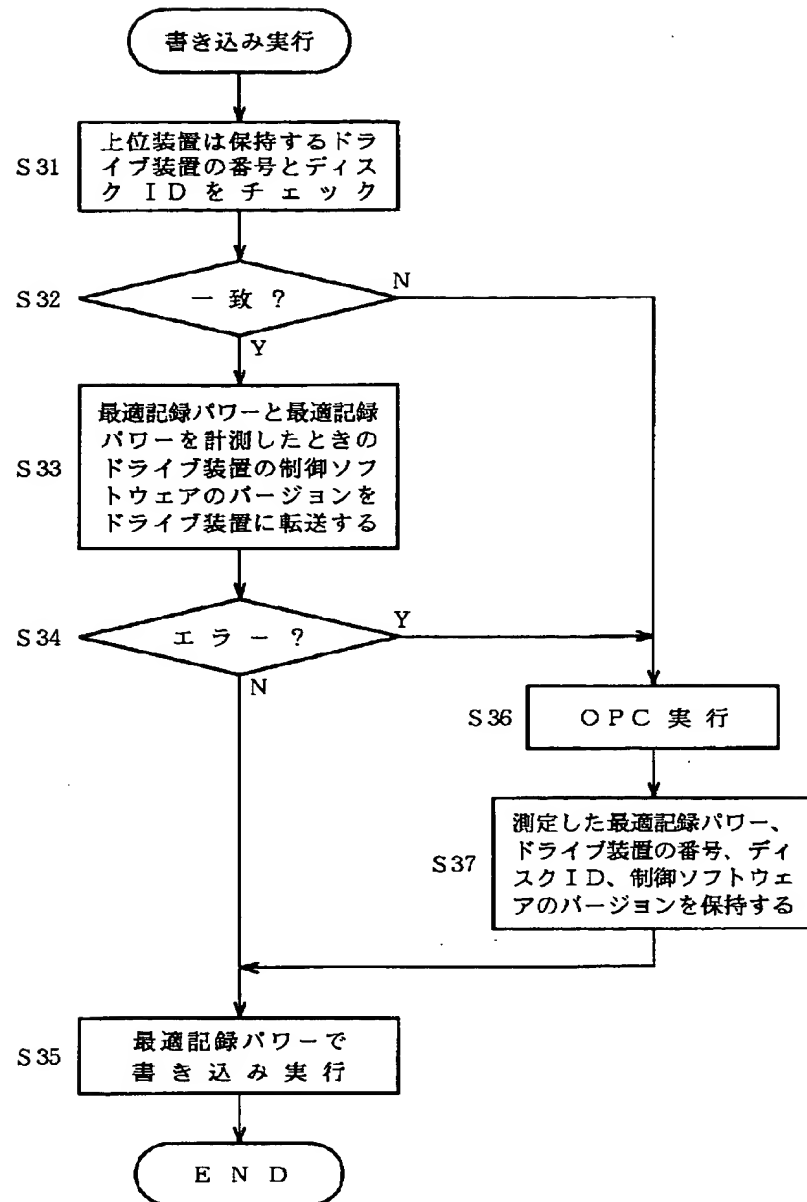 書き込み実行
S31
上位装置は保持するドラ
イブ装置の番号とディス
ク IDをチェック
S32
一致?
N
Y
S33
最適記録パワーと最適記録
パワーを計測したときの
ドライブ装置の制御ソフ
トウェアのバージョンを
ドライブ装置に転送する
S34
エラー?
Y
N
S36
OPC 実行
S37
測定した最適記録パワー、
ドライブ装置の番号、ディ
スクID、制御ソフトウェ
アのバージョンを保持する
S35
最適記録パワーで
書き込み実行
END